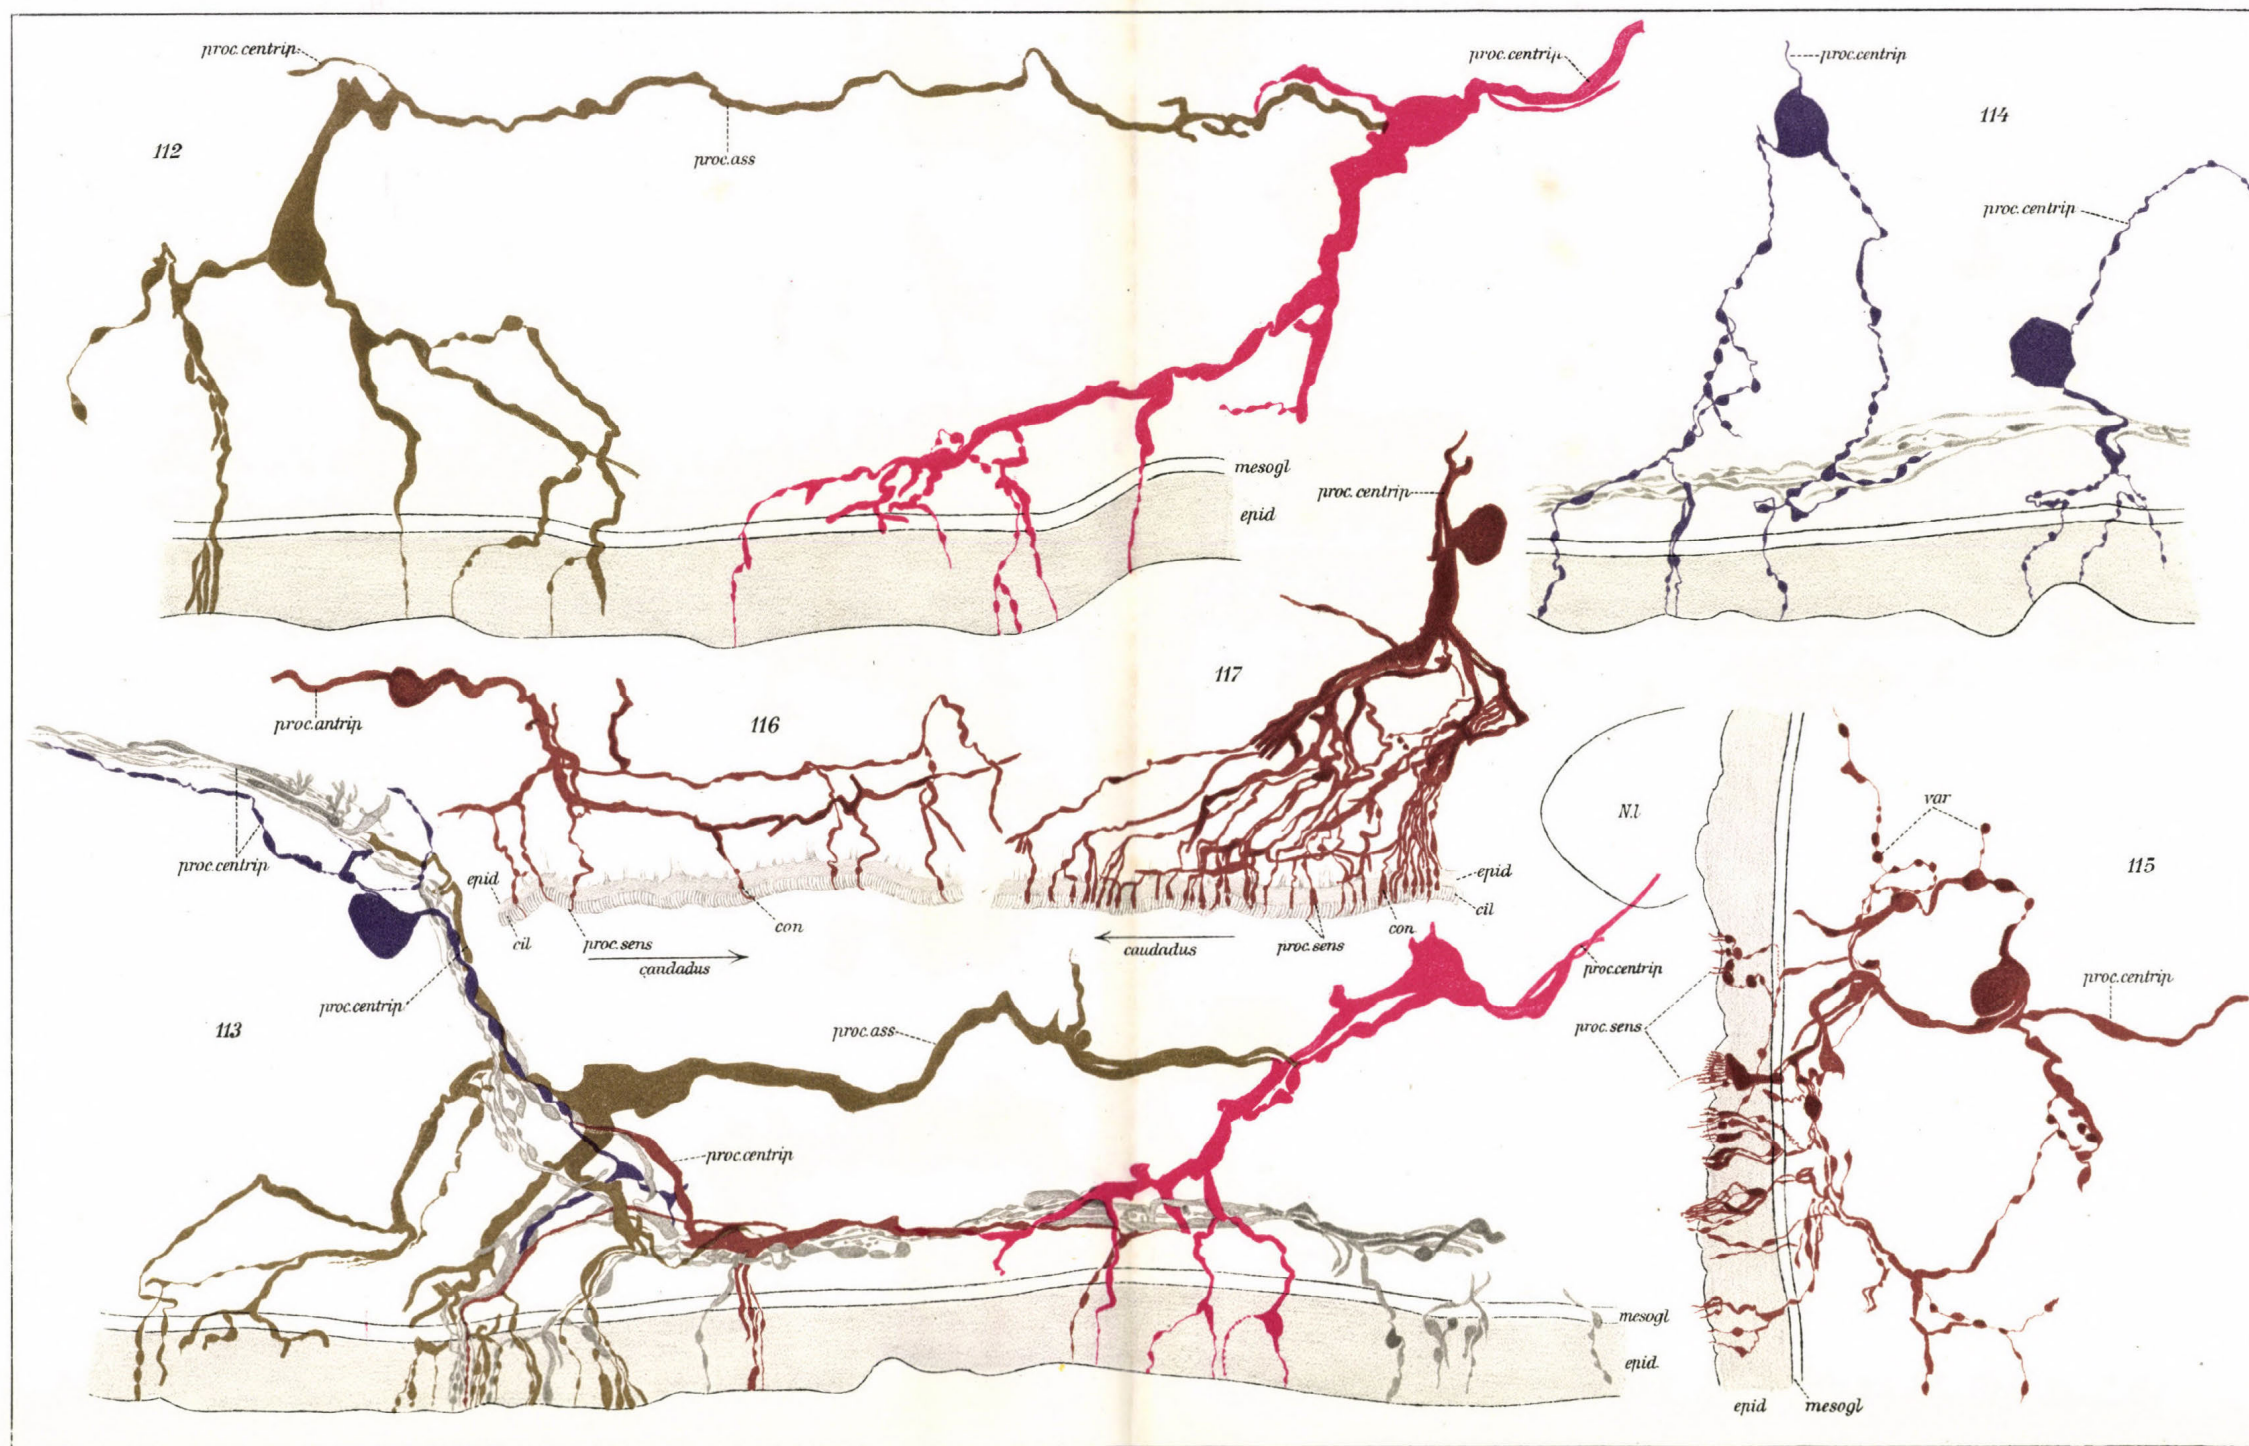 proc.centrip.
112
proc.ass
proc.centrip
mesogl
epid
proc.centrip
114
proc.centrip
proc.centrip
117
proc.antrip
116
proc.centrip
epid
cil
proc.sens
caudadus
con
epid
cil
con
proc.sens
caudadus
N.l
var
115
proc.centrip
proc.sens
proc.centrip
113
proc.ass
proc.centrip
proc.centrip
mesogl
epid.
epid
mesogl